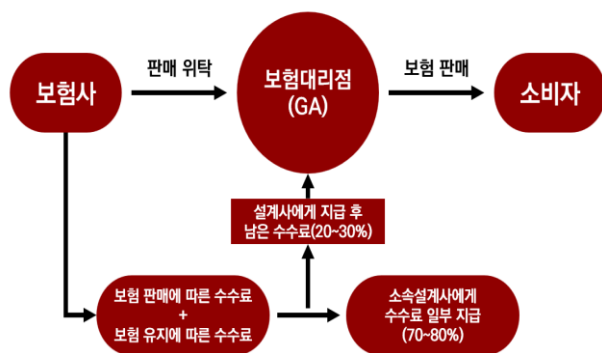 보험사
판매 위탁
보험대리점
(GA)
보험 판매
소비자
설계사에게 지급 후
남은 수수료(20~30%)
보험 판매에 따른 수수료
+
보험 유지에 따른 수수료
소속설계사에게
수수료 일부 지급
(70~80%)